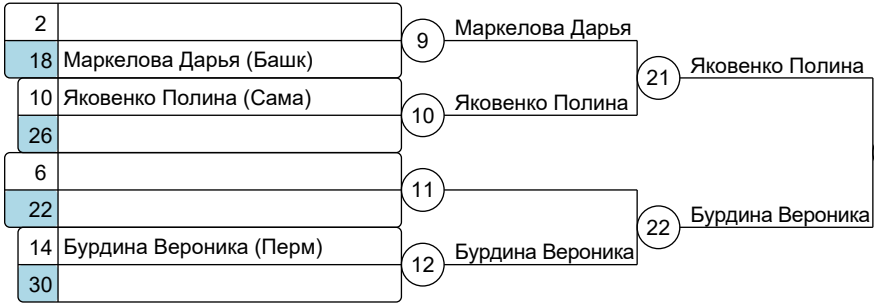 2
18 Маркелова Дарья (Башк)
9 Маркелова Дарья
10 Яковенко Полина (Сама)
26
10 Яковенко Полина
21 Яковенко Полина
6
22
11
14 Бурдина Вероника (Перм)
30
12 Бурдина Вероника
22 Бурдина Вероника